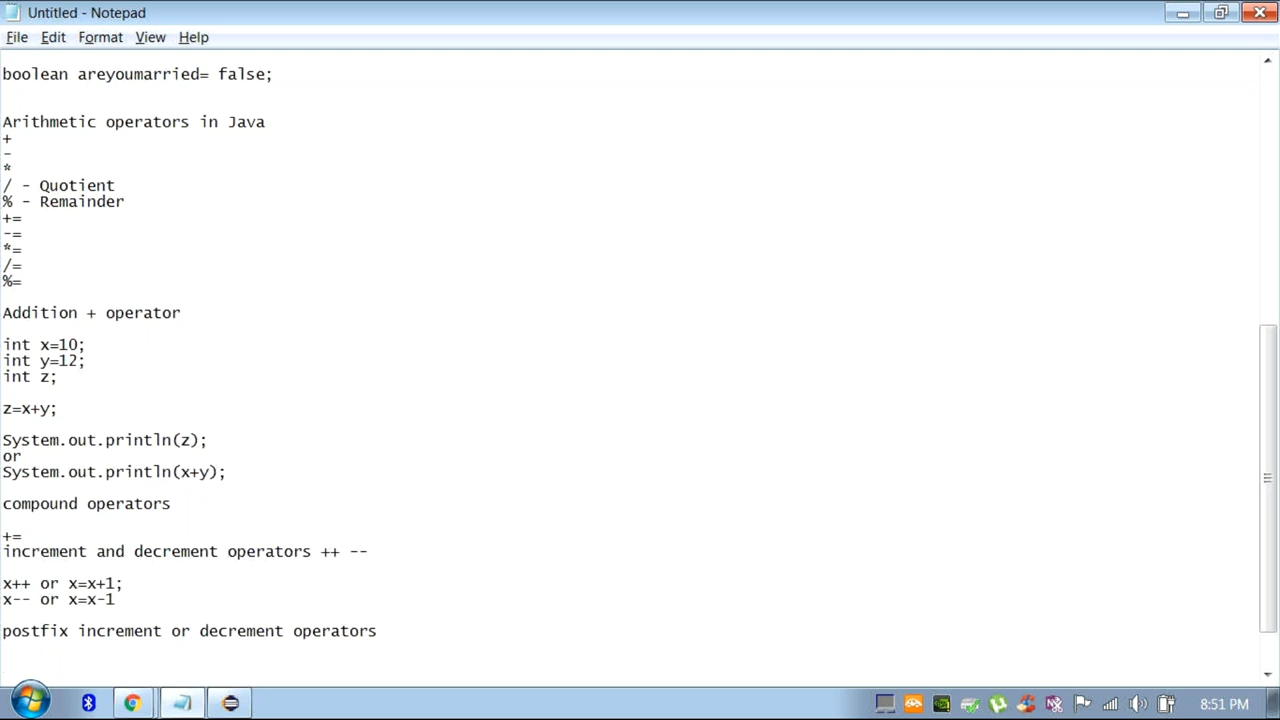 Untitled - Notepad
File Edit Format View Help
boolean areyoumarried= false;
Arithmetic operators in Java
+
-
*
/ - Quotient
% - Remainder
+=
-=
*=
/=
%=
Addition + operator
int x=10;
int y=12;
int z;
z=x+y;
System.out.println(z);
or
System.out.println(x+y);
compound operators
+=
increment and decrement operators ++ --
x++ or x=x+1;
x-- or x=x-1
postfix increment or decrement operators
8:51 PM